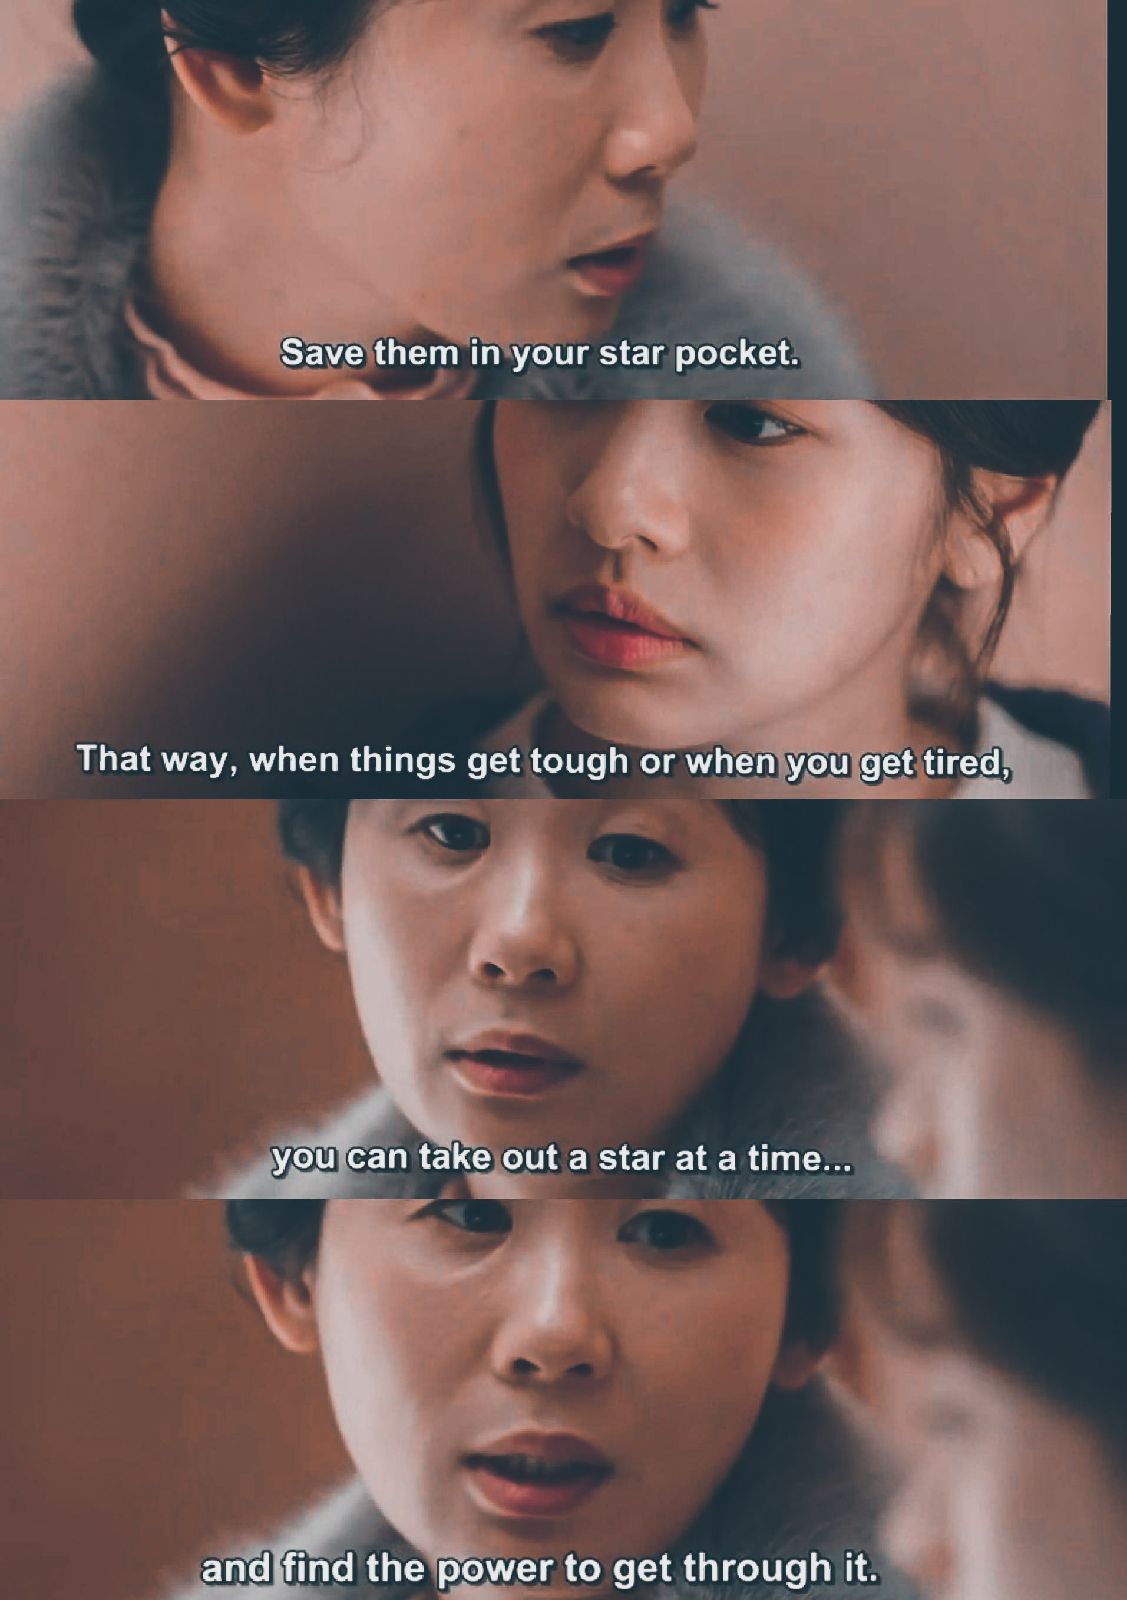 Save them in your star pocket.
That way, when things get tough or when you get tired,
you can take out a star at a time...
and find the power to get through it.